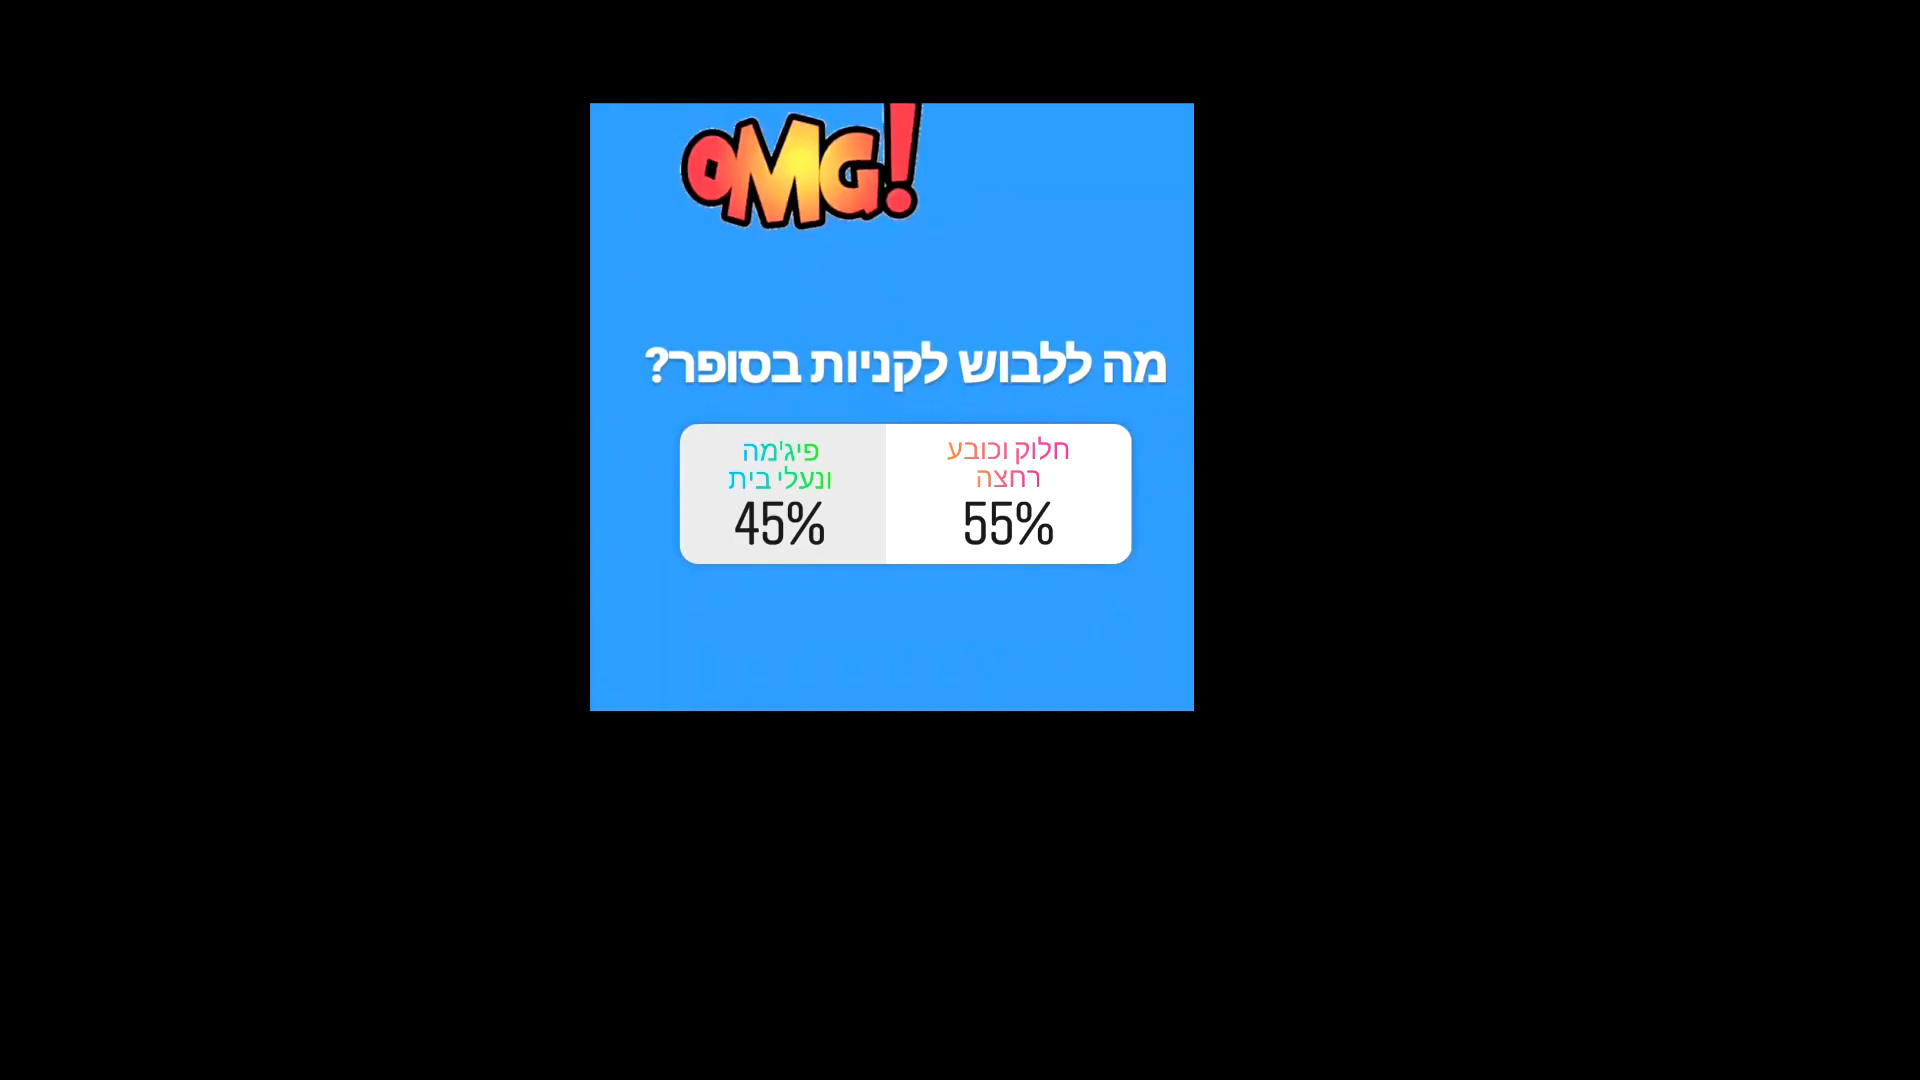 OMG!
מה ללבוש לקניות בסופר?
חלוק וכובע
רחצה
55%
פיג'מה
ונעלי בית
45%